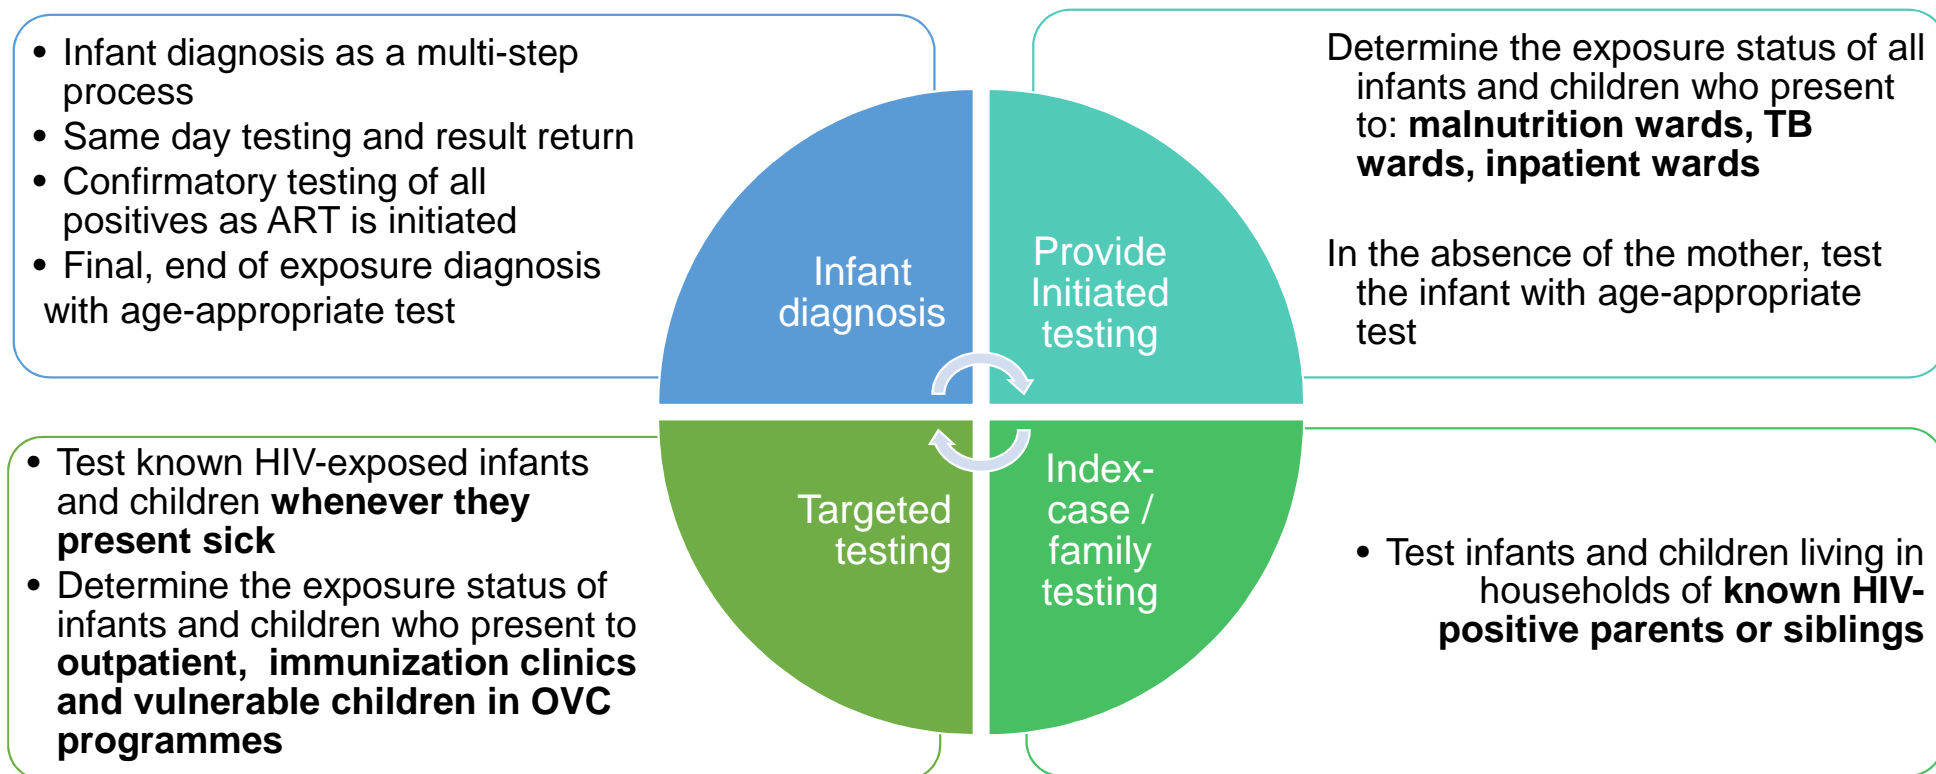 • Infant diagnosis as a multi-step
process
• Same day testing and result return
• Confirmatory testing of all
positives as ART is initiated
• Final, end of exposure diagnosis
with age-appropriate test
Infant
diagnosis
Provide
Initiated
testing
Determine the exposure status of all
infants and children who present
to: malnutrition wards, TB
wards, inpatient wards
In the absence of the mother, test
the infant with age-appropriate
test
• Test known HIV-exposed infants
and children whenever they
present sick
• Determine the exposure status of
infants and children who present to
outpatient, immunization clinics
and vulnerable children in OVC
programmes
Targeted
testing
Index-
case /
family
testing
• Test infants and children living in
households of known HIV-
positive parents or siblings